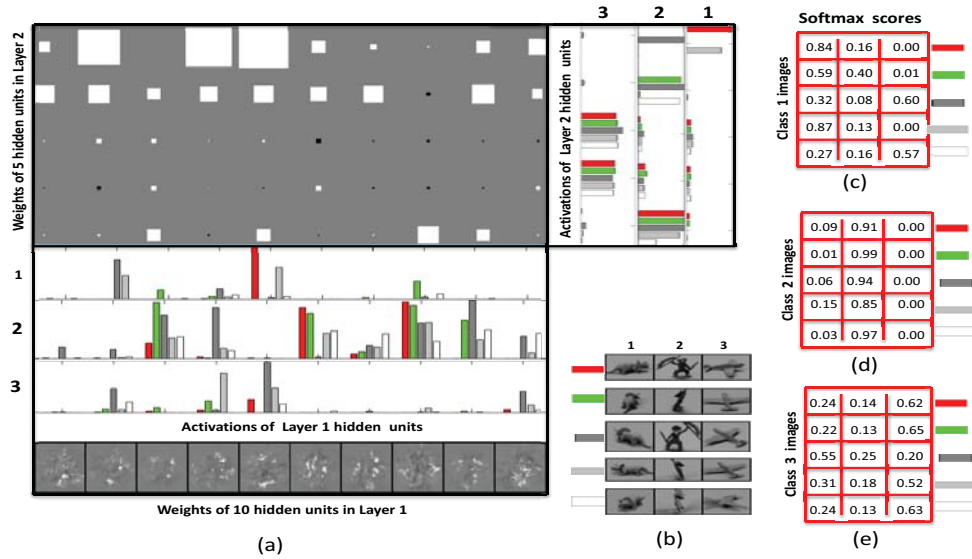 3 2 1
Weights of 5 hidden units in Layer 2
Activations of Layer 2 hidden units
1
2
3
Activations of Layer 1 hidden units
Weights of 10 hidden units in Layer 1
(a)
1 2 3
(b)
Softmax scores
Class 1 images
0.84 0.16 0.00
0.59 0.40 0.01
0.32 0.08 0.60
0.87 0.13 0.00
0.27 0.16 0.57
(c)
Class 2 images
0.09 0.91 0.00
0.01 0.99 0.00
0.06 0.94 0.00
0.15 0.85 0.00
0.03 0.97 0.00
(d)
Class 3 images
0.24 0.14 0.62
0.22 0.13 0.65
0.55 0.25 0.20
0.31 0.18 0.52
0.24 0.13 0.63
(e)